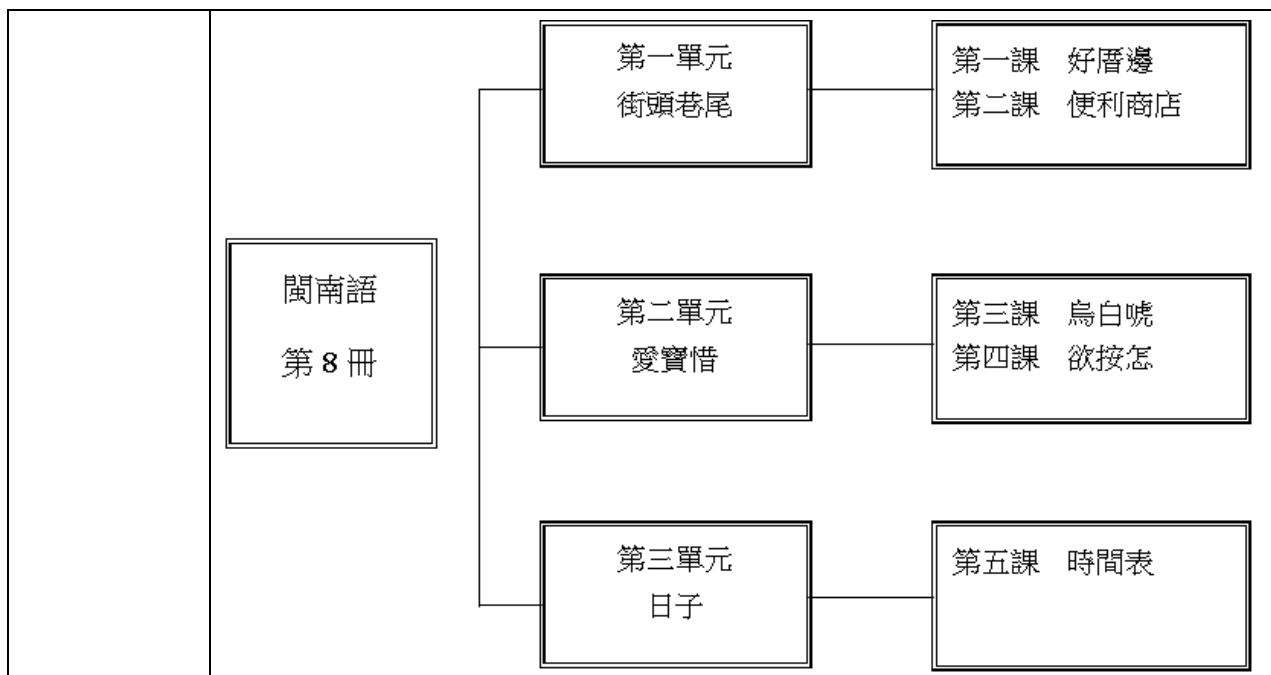 第一單元
街頭巷尾
第一課 好厝邊
第二課 便利商店
閩南語
第 8 冊
第二單元
愛寶惜
第三課 烏白唬
第四課 欲按怎
第三單元
日子
第五課 時間表